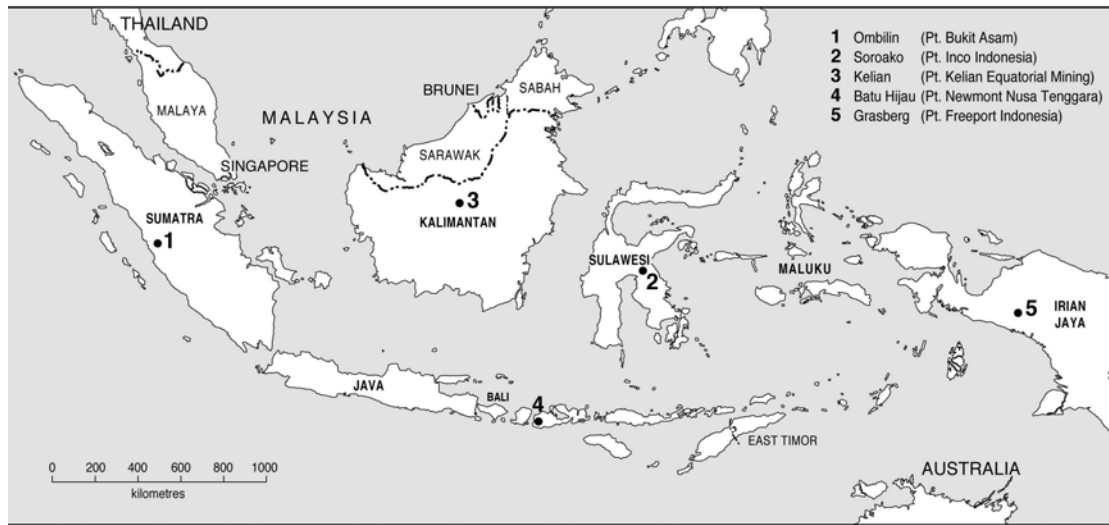 THAILAND
1 Ombilin (Pt. Bukit Asam)
2 Soroako (Pt. Inco Indonesia)
3 Kelian (Pt. Kelian Equatorial Mining)
4 Batu Hijau (Pt. Newmont Nusa Tenggara)
5 Grasberg (Pt. Freeport Indonesia)
BRUNEI
SABAH
MALAYA
MALAYSIA
SARAWAK
SINGAPORE
SUMATRA
1
3
KALIMANTAN
SULAWESI
2
MALUKU
5
IRIAN
JAYA
JAVA
BALI
4
EAST TIMOR
AUSTRALIA
0 200 400 600 800 1000
kilometres